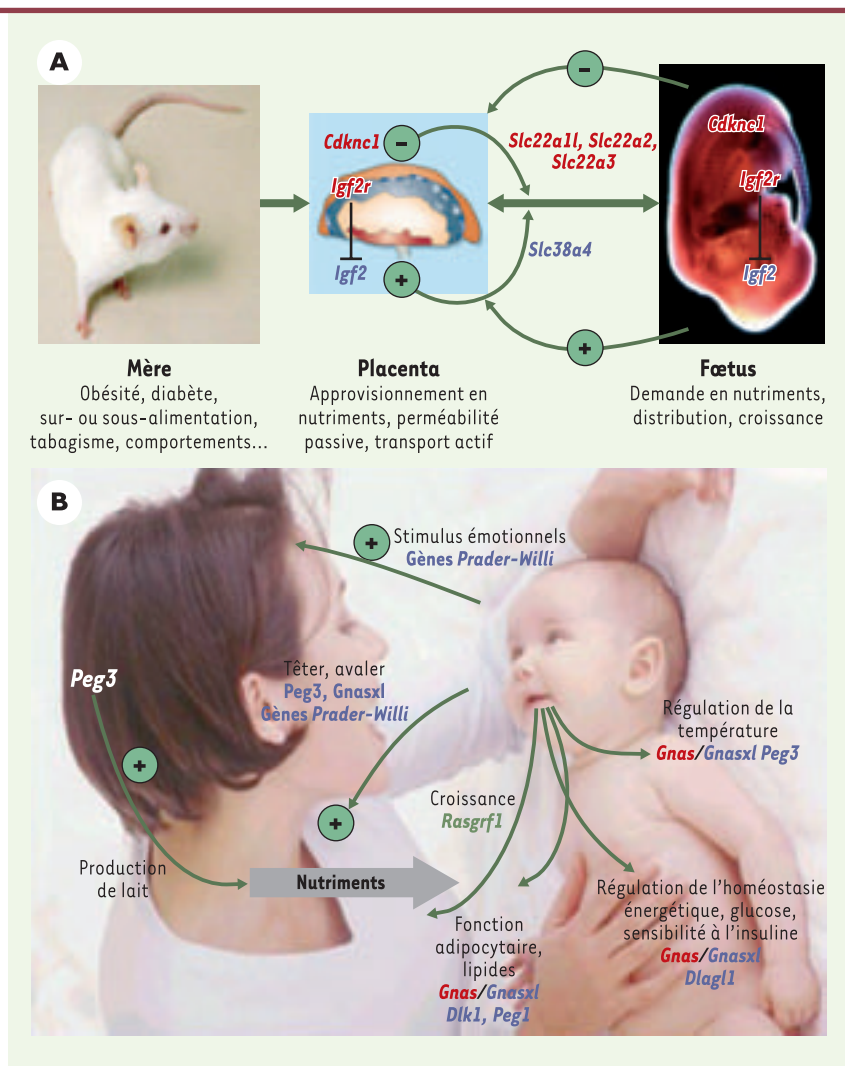 A
−
Cdknc1
−
Slc22a1l, Slc22a2,
Slc22a3
Cdknc1
Igf2r
Igf2r
Slc38a4
Igf2
+
Igf2
+
Mère
Obésité, diabète,
sur- ou sous-alimentation,
tabagisme, comportements...
Placenta
Approvisionnement en
nutriments, perméabilité
passive, transport actif
Fœtus
Demande en nutriments,
distribution, croissance
B
+
Stimulus émotionnels
Gènes Prader-Willi
Peg3
Têter, avaler
Peg3, Gnasxl
Gènes Prader-Willi
Régulation de la
température
Gnas/Gnasxl Peg3
+
Croissance
Rasgrf1
+
Production
de lait
Nutriments
Fonction
adipocytaire,
lipides
Gnas/Gnasxl
Dlk1, Peg1
Régulation de l'homéostasie
énergétique, glucose,
sensibilité à l'insuline
Gnas/Gnasxl
Dlagl1